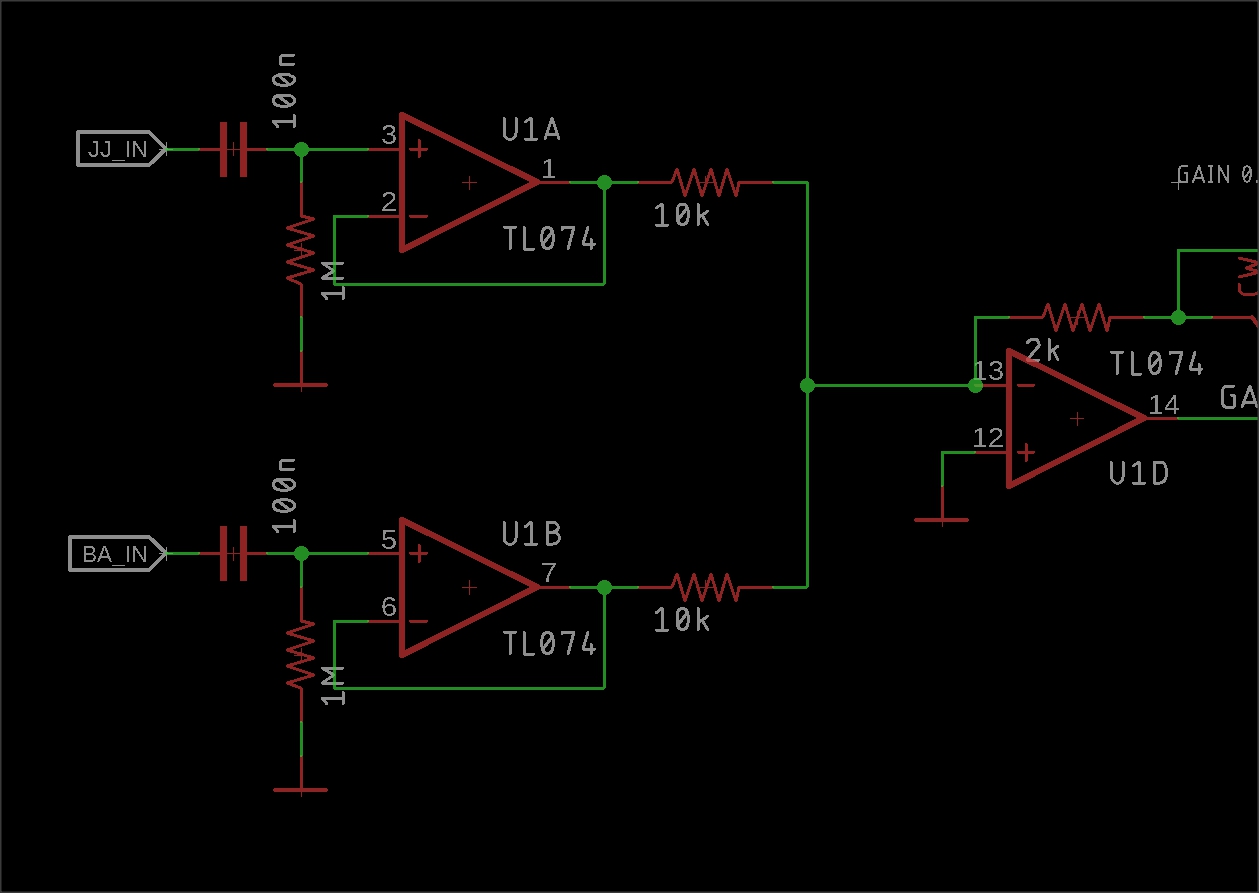 100n
JJ_IN
3
U1A
1
2
10k
TL074
1M
GAIN 0.
2k
TL074
13
14
GA
12
U1D
100n
BA_IN
5
U1B
7
6
10k
TL074
1M